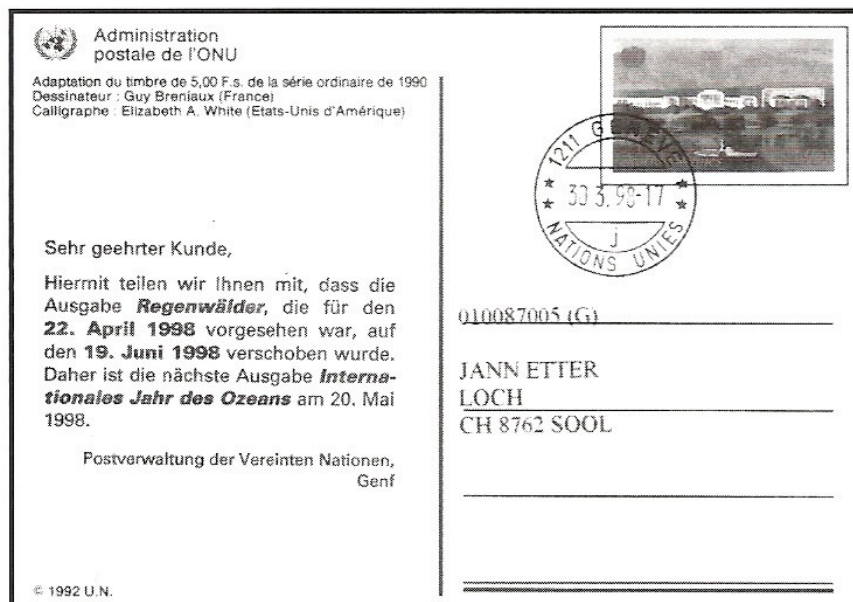 Administration
postale de l'ONU
Adaptation du timbre de 5,00 F.s. de la série ordinaire de 1990
Dessinateur : Guy Breniaux (France)
Calligraphe : Elizabeth A. White (Etats-Unis d'Amérique)
1211 GENÈVE
30.3.98-17
j
NATIONS UNIES
Sehr geehrter Kunde,
Hiermit teilen wir Ihnen mit, dass die
Ausgabe Regenwälder, die für den
22. April 1998 vorgesehen war, auf
den 19. Juni 1998 verschoben wurde.
Daher ist die nächste Ausgabe Interna-
tionales Jahr des Ozeans am 20. Mai
1998.
Postverwaltung der Vereinten Nationen,
Genf
© 1992 U.N.
010087005 (G)
JANN ETTER
LOCH
CH 8762 SOOL